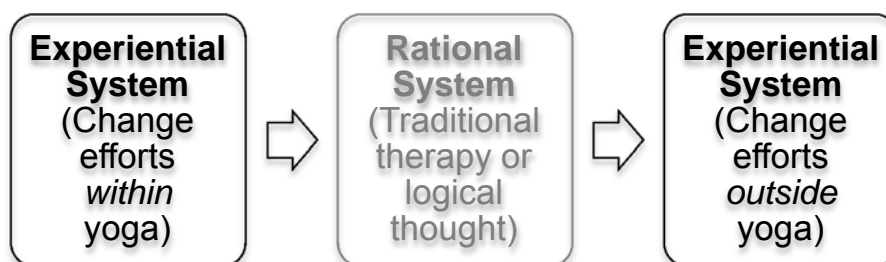 Experiential
System
(Change
efforts
within
yoga)
Rational
System
(Traditional
therapy or
logical
thought)
Experiential
System
(Change
efforts
outside
yoga)